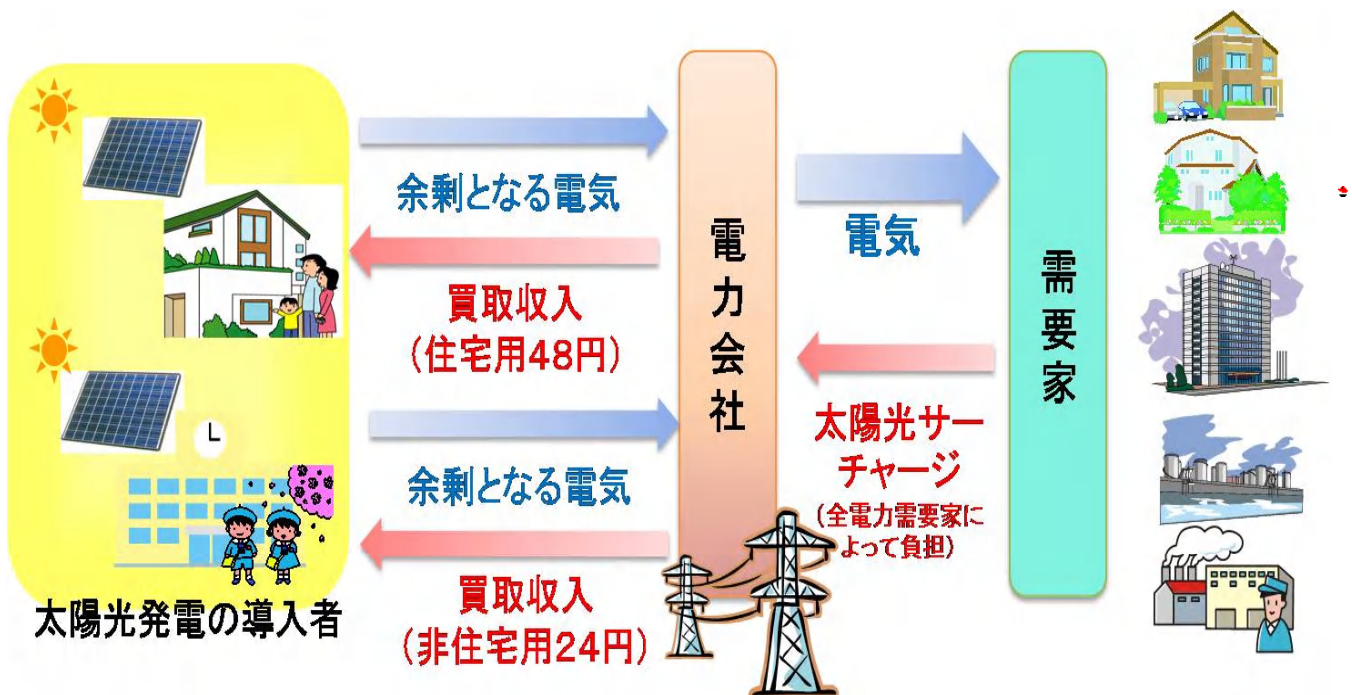 余剰となる電気
買取収入
(住宅用48円)
余剰となる電気
買取収入
(非住宅用24円)
太陽光発電の導入者
電力会社
電気
太陽光サー
チャージ
(全電力需要家に
よって負担)
需要家